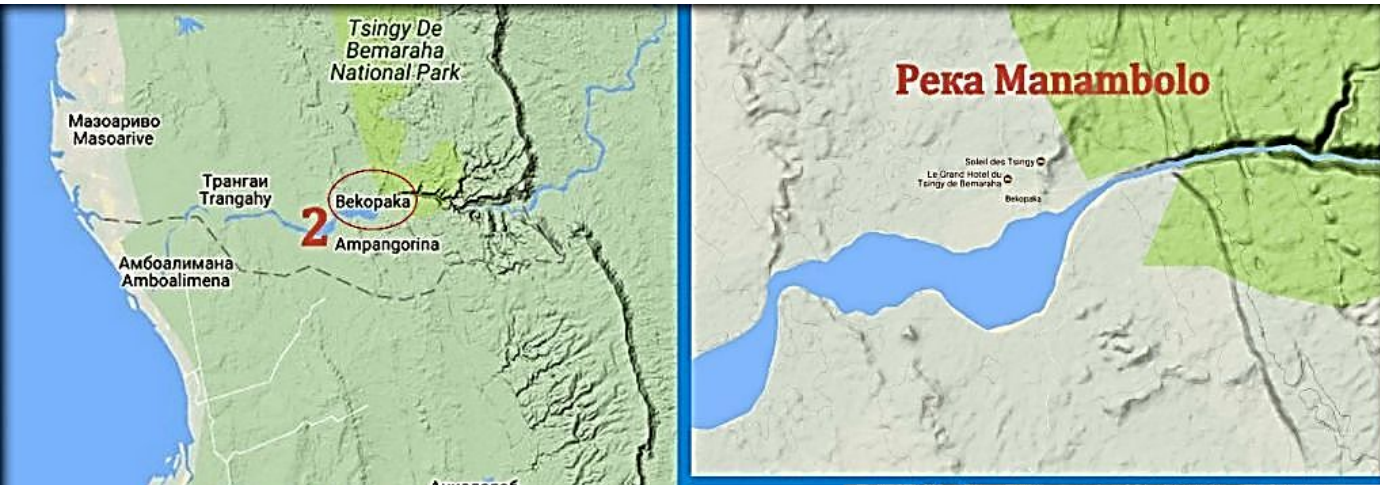 Tsingy De
Bemaraha
National Park
Мазоариво
Masoarive
Трангаи
Trangahy
Bekopaka
2
Ampangorina
Амбоалимана
Amboalimena
Река Manambolo
Soleil des Tsingy
Le Grand Hotel du
Tsingy de Bemaraha
Bekopaka